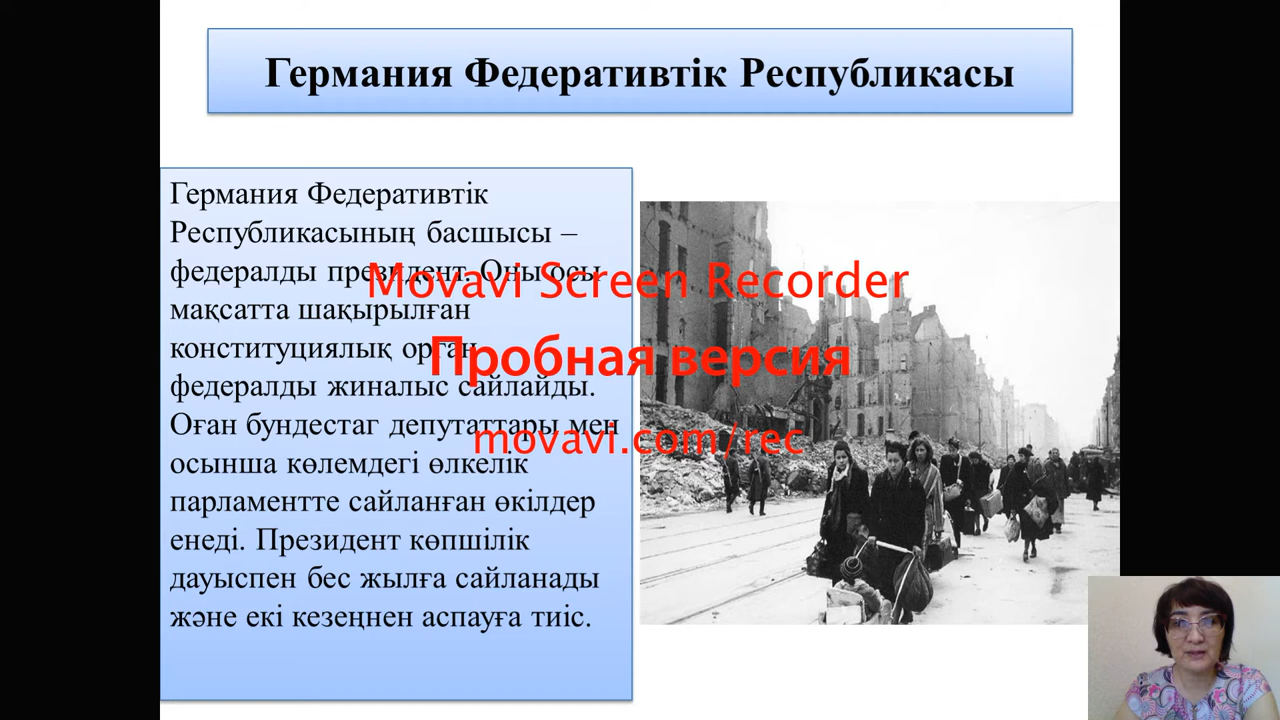 Германия Федеративтік Республикасы
Германия Федеративтік
Республикасының басшысы –
федералды президент. Оны осы
мақсатта шақырылған
конституциялық орган
федералды жиналыс сайлайды.
Оған бундестаг депутаттары мен
осынша көлемдегі өлкелік
парламентте сайланған өкілдер
енеді. Президент көпшілік
дауыспен бес жылға сайланады
және екі кезеңнен аспауға тиіс.
Movavi Screen Recorder
Пробная версия
movavi.com/rec